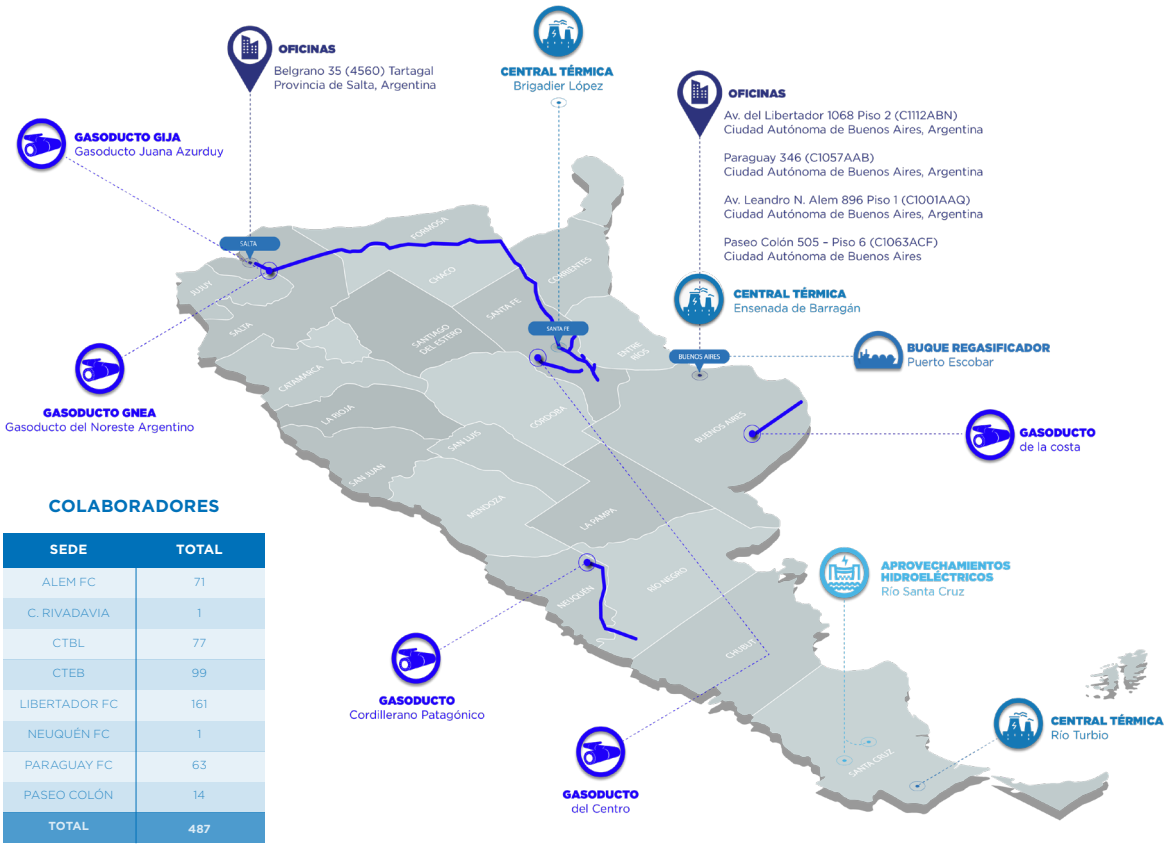 OFICINAS
Belgrano 35 (4560) Tartagal
Provincia de Salta, Argentina
CENTRAL TÉRMICA
Brigadier López
OFICINAS
Av. del Libertador 1068 Piso 2 (C1112ABN)
Ciudad Autónoma de Buenos Aires, Argentina
Paraguay 346 (C1057AAB)
Ciudad Autónoma de Buenos Aires, Argentina
Av. Leandro N. Alem 896 Piso 1 (C1001AAQ)
Ciudad Autónoma de Buenos Aires, Argentina
Paseo Colón 505 – Piso 6 (C1063ACF)
Ciudad Autónoma de Buenos Aires
GASODUCTO GIJA
Gasoducto Juana Azurduy
CENTRAL TÉRMICA
Ensenada de Barragán
BUQUE REGASIFICADOR
Puerto Escobar
GASODUCTO GNEA
Gasoducto del Noreste Argentino
GASODUCTO
de la costa
SALTA
FORMOSA
JUJUY
SALTA
CHACO
CORRIENTES
SANTA FE
SANTIAGO
DEL ESTERO
SANTA FE
ENTRE
RÍOS
BUENOS AIRES
CATAMARCA
LA RIOJA
CÓRDOBA
BUENOS AIRES
SAN LUIS
SAN JUAN
MENDOZA
LA PAMPA
NEUQUÉN
RÍO NEGRO
CHUBUT
SANTA CRUZ
APROVECHAMIENTOS
HIDROELÉCTRICOS
Río Santa Cruz
GASODUCTO
Cordillerano Patagónico
GASODUCTO
del Centro
CENTRAL TÉRMICA
Río Turbio
COLABORADORES
SEDE TOTAL
ALEM FC 71
C. RIVADAVIA 1
CTBL 77
CTEB 99
LIBERTADOR FC 161
NEUQUÉN FC 1
PARAGUAY FC 63
PASEO COLÓN 14
TOTAL 487